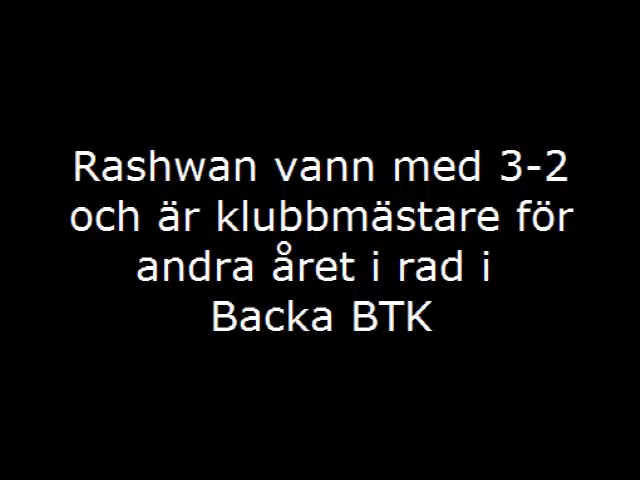 Rashwan vann med 3-2
och är klubbmästare för
andra året i rad i
Backa BTK